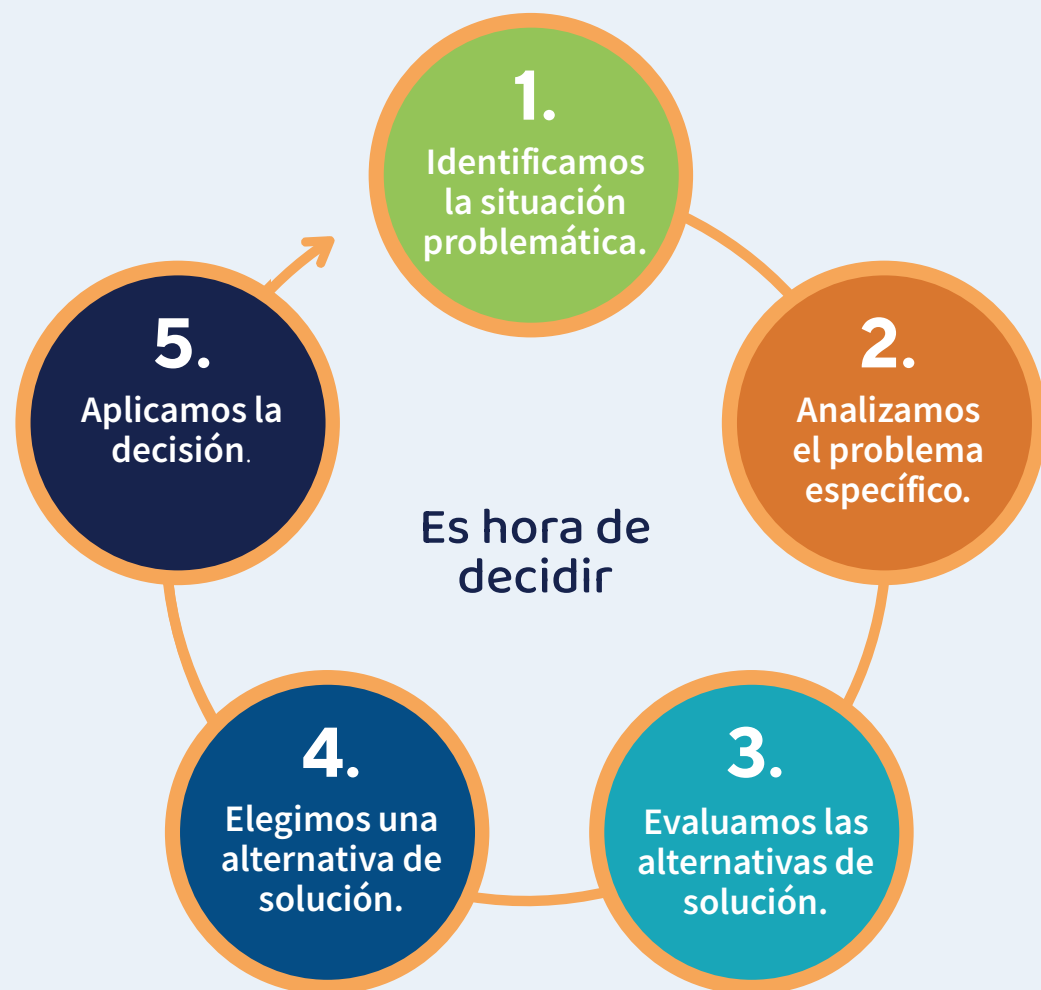 1.
Identificamos
la situación
problemática.
2.
Analizamos
el problema
específico.
3.
Evaluamos las
alternativas de
solución.
4.
Elegimos una
alternativa de
solución.
5.
Aplicamos la
decisión.
Es hora de
decidir